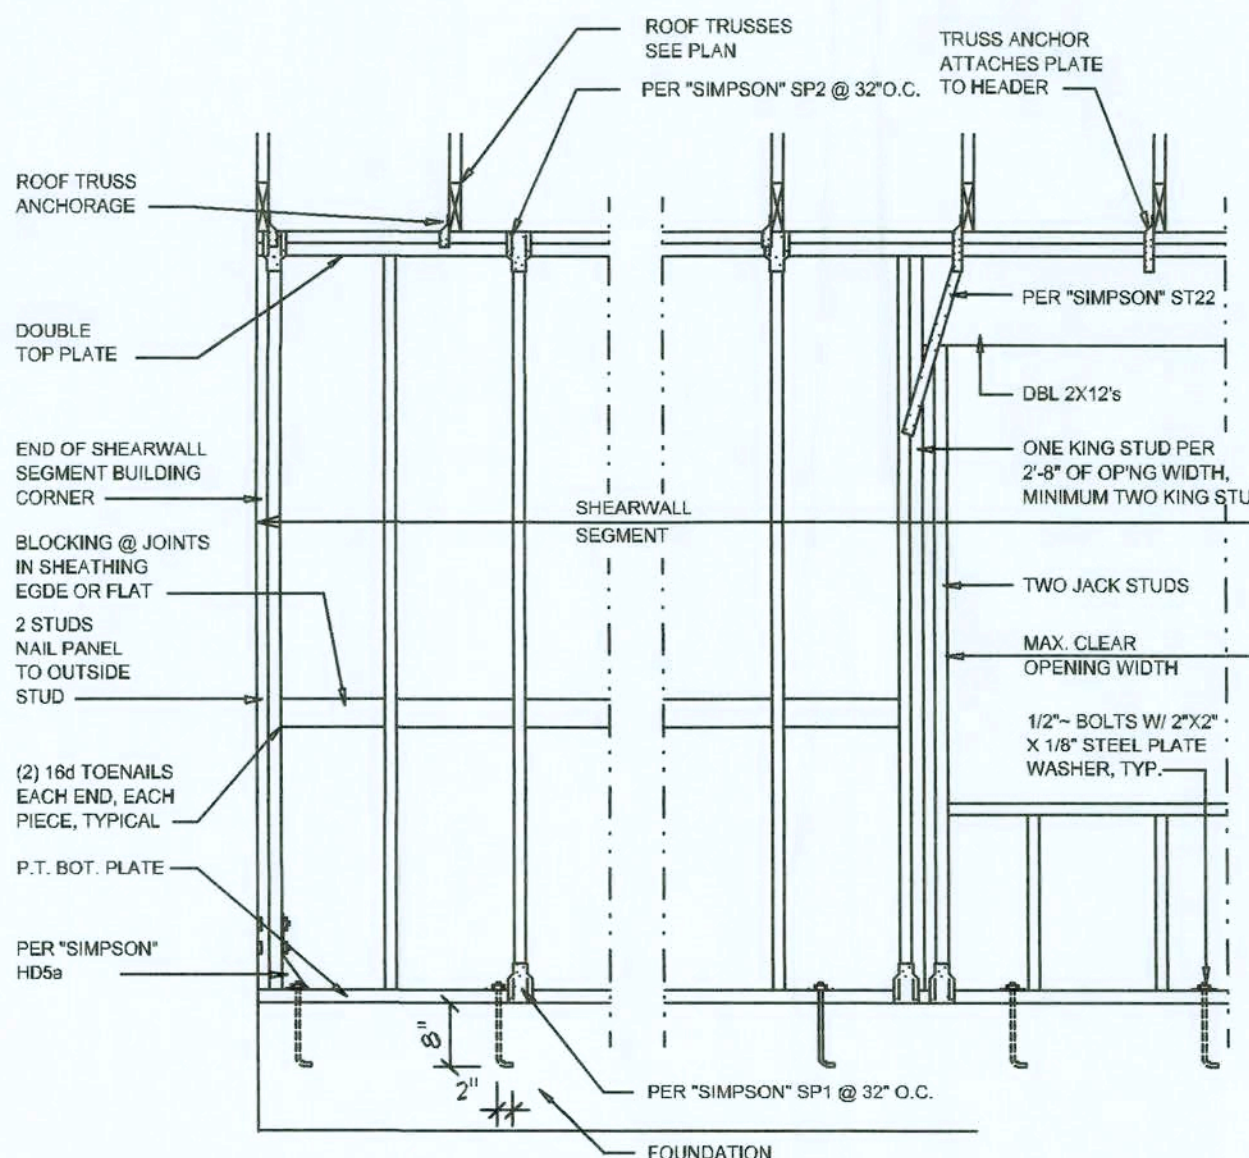 ROOF TRUSSES
SEE PLAN
TRUSS ANCHOR
ATTACHES PLATE
TO HEADER
PER "SIMPSON" SP2 @ 32"O.C.
ROOF TRUSS
ANCHORAGE
PER "SIMPSON" ST22
DOUBLE
TOP PLATE
DBL 2X12's
END OF SHEARWALL
SEGMENT BUILDING
CORNER
ONE KING STUD PER
2'-8" OF OP'NG WIDTH,
MINIMUM TWO KING STU
SHEARWALL
SEGMENT
BLOCKING @ JOINTS
IN SHEATHING
EGDE OR FLAT
TWO JACK STUDS
2 STUDS
NAIL PANEL
TO OUTSIDE
STUD
MAX. CLEAR
OPENING WIDTH
1/2"~ BOLTS W/ 2"X2"
X 1/8" STEEL PLATE
WASHER, TYP.
(2) 16d TOENAILS
EACH END, EACH
PIECE, TYPICAL
P.T. BOT. PLATE
PER "SIMPSON"
HD5a
8"
2"
PER "SIMPSON" SP1 @ 32" O.C.
FOUNDATION